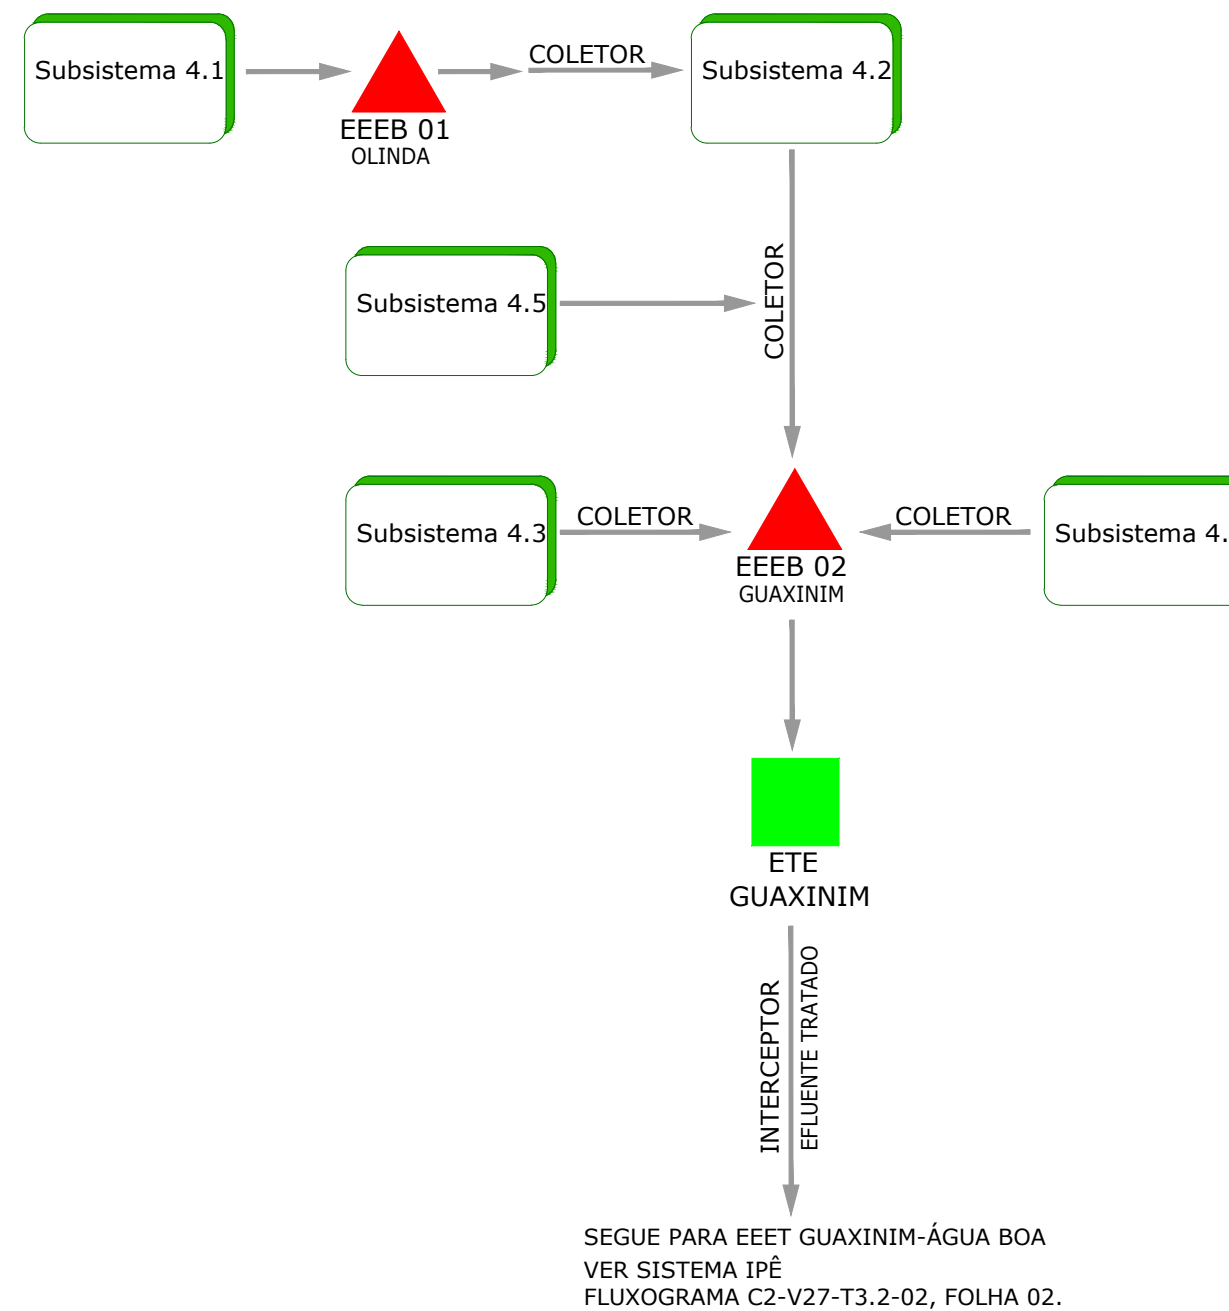 Subsistema 4.1
COLETOR
Subsistema 4.2
EEEB 01
OLINDA
COLETOR
Subsistema 4.5
Subsistema 4.3
COLETOR
COLETOR
Subsistema 4.
EEEB 02
GUAXINIM
ETE
GUAXINIM
INTERCEPTOR
EFLUENTE TRATADO
SEGUE PARA EEET GUAXINIM-ÁGUA BOA
VER SISTEMA IPÊ
FLUXOGRAMA C2-V27-T3.2-02, FOLHA 02.